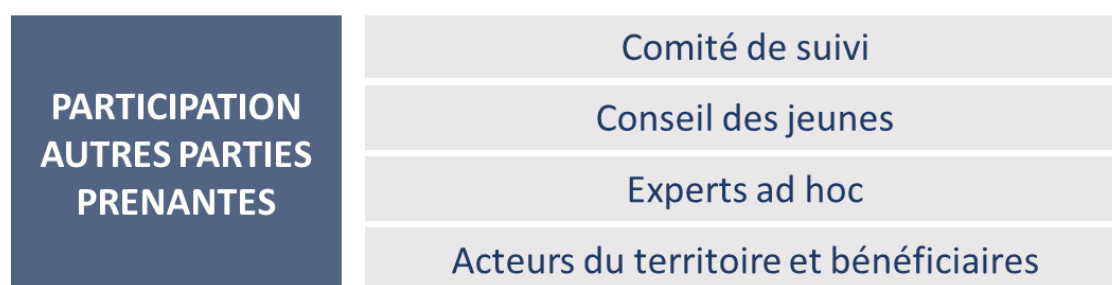 PARTICIPATION
AUTRES PARTIES
PRENANTES
Comité de suivi
Conseil des jeunes
Experts ad hoc
Acteurs du territoire et bénéficiaires